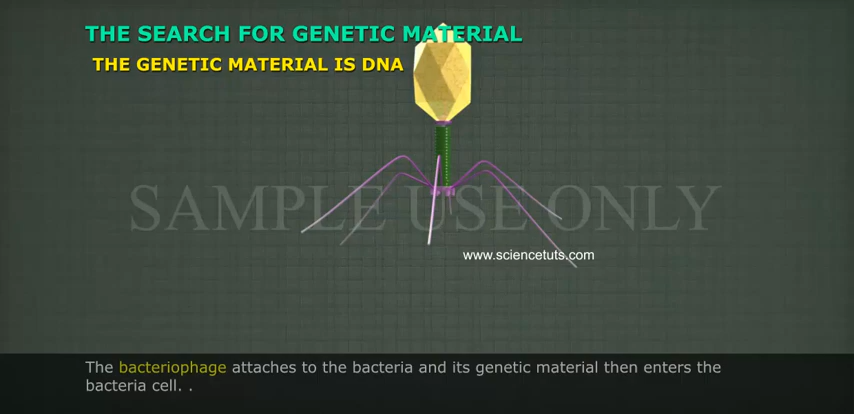 THE SEARCH FOR GENETIC MATERIAL
THE GENETIC MATERIAL IS DNA
SAMPLE USE ONLY
www.sciencetuts.com
The bacteriophage attaches to the bacteria and its genetic material then enters the
bacteria cell. .